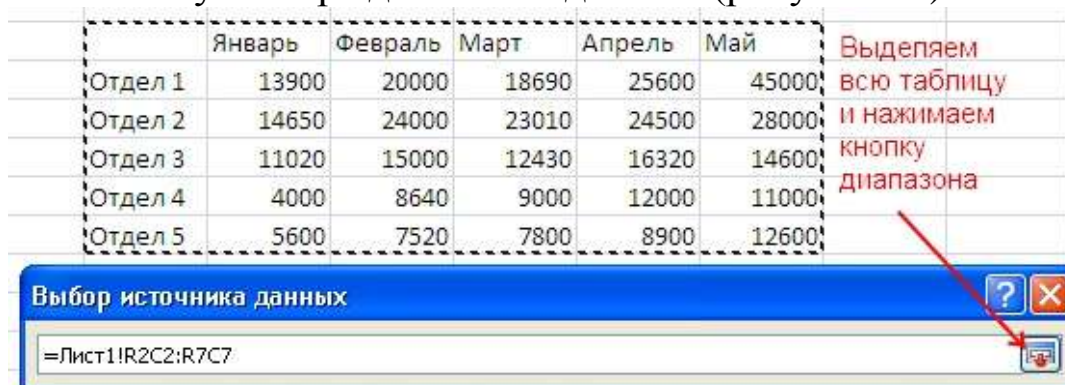 Январь Февраль Март Апрель Май
Отдел 1 13900 20000 18690 25600 45000
Отдел 2 14650 24000 23010 24500 28000
Отдел 3 11020 15000 12430 16320 14600
Отдел 4 4000 8640 9000 12000 11000
Отдел 5 5600 7520 7800 8900 12600
Выделяем
всю таблицу
и нажимаем
кнопку
диапазона
Выбор источника данных
=Лист1!R2C2:R7C7